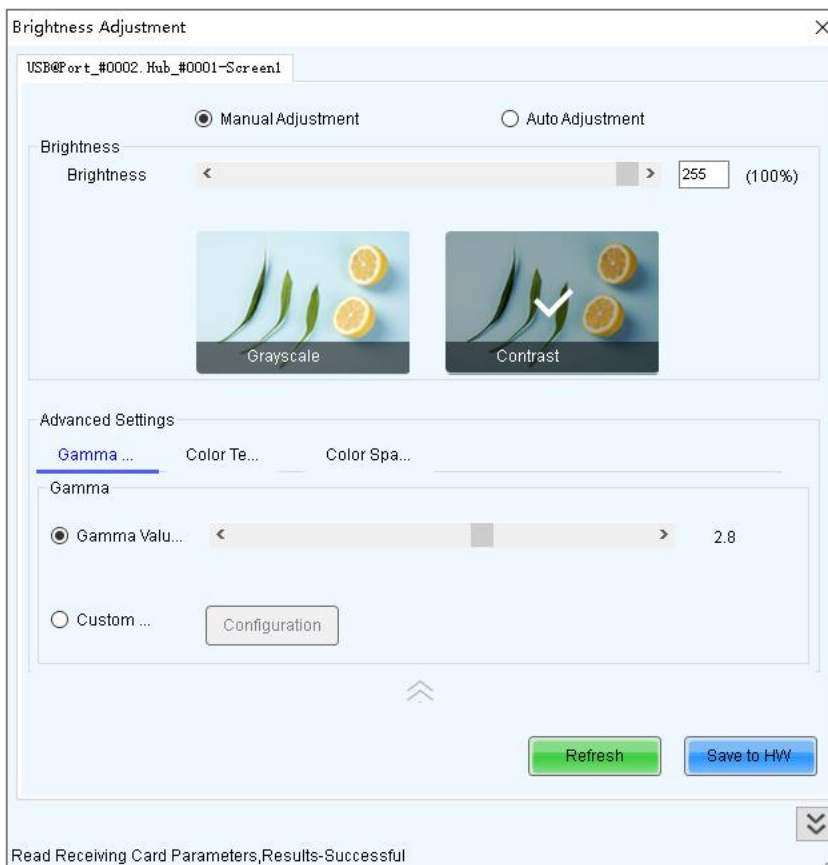 Brightness Adjustment
USB@Port_#0002.Hub_#0001-Screen1
Manual Adjustment Auto Adjustment
Brightness
Brightness 255 (100%)
Grayscale Contrast
Advanced Settings
Gamma ... Color Te... Color Spa...
Gamma
Gamma Valu... 2.8
Custom ... Configuration
Refresh Save to HW
Read Receiving Card Parameters,Results-Successful